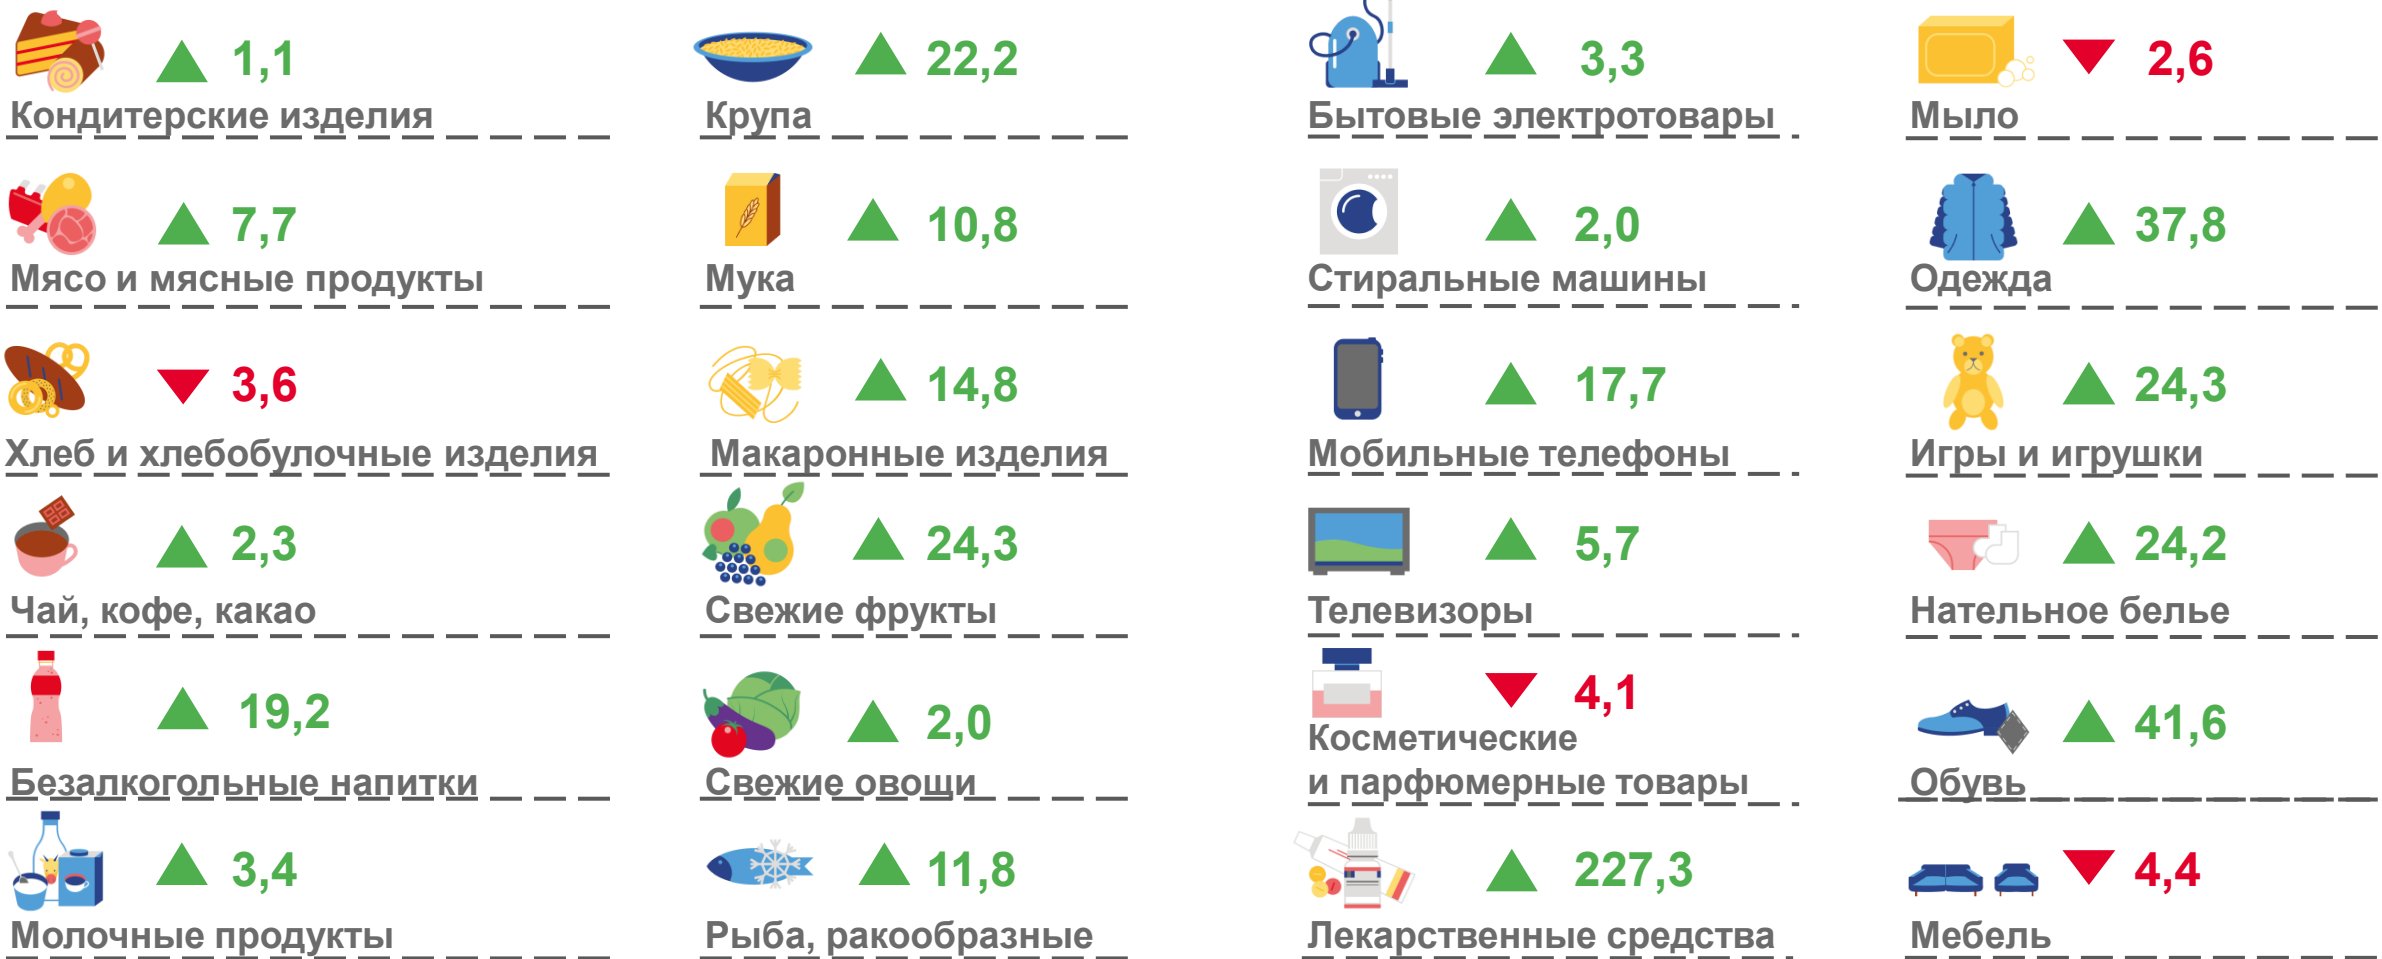 1,1
Кондитерские изделия
7,7
Мясо и мясные продукты
3,6
Хлеб и хлебобулочные изделия
2,3
Чай, кофе, какао
19,2
Безалкогольные напитки
3,4
Молочные продукты
22,2
Крупа
10,8
Мука
14,8
Макаронные изделия
24,3
Свежие фрукты
2,0
Свежие овощи
11,8
Рыба, ракообразные
3,3
Бытовые электротовары
2,0
Стиральные машины
17,7
Мобильные телефоны
5,7
Телевизоры
4,1
Косметические
и парфюмерные товары
227,3
Лекарственные средства
2,6
Мыло
37,8
Одежда
24,3
Игры и игрушки
24,2
Нательное белье
41,6
Обувь
4,4
Мебель